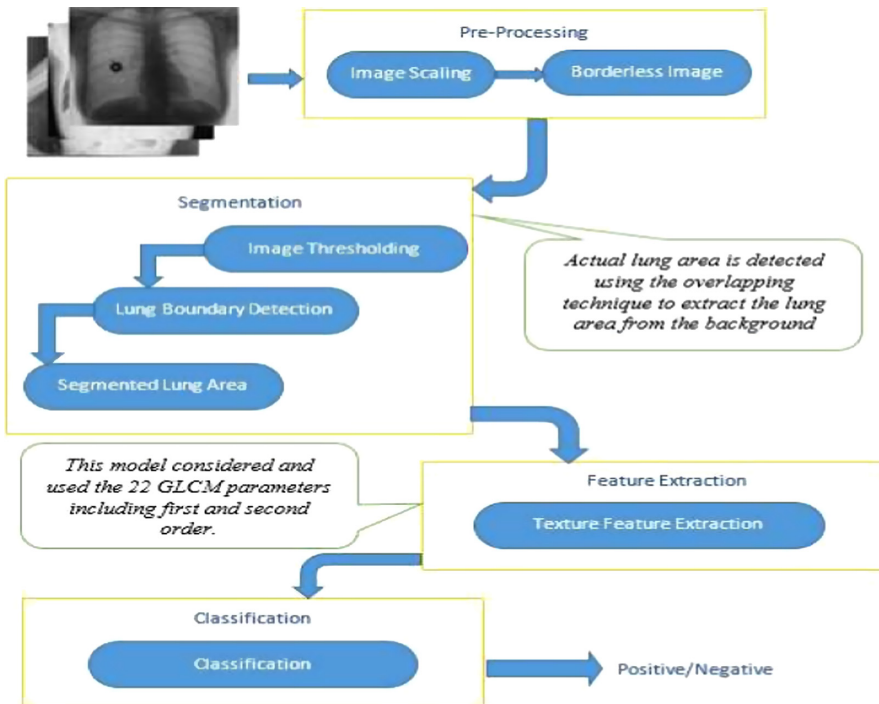 Pre-Processing
Image Scaling
Borderless Image
Segmentation
Image Thresholding
Lung Boundary Detection
Segmented Lung Area
Actual lung area is detected
using the overlapping
technique to extract the lung
area from the background
This model considered and
used the 22 GLCM parameters
including first and second
order.
Feature Extraction
Texture Feature Extraction
Classification
Classification
Positive/Negative